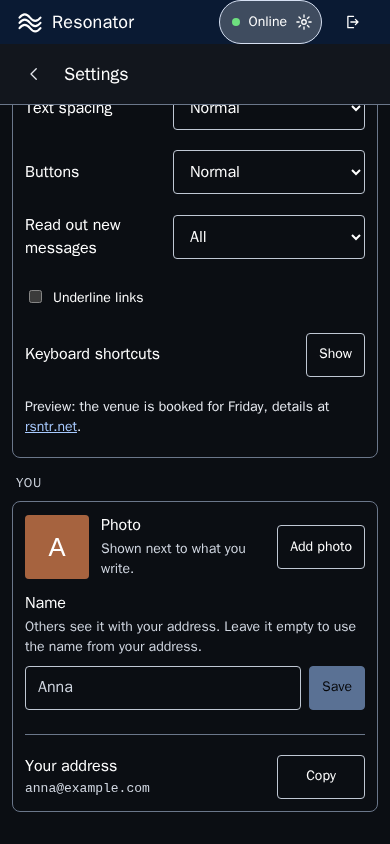 Resonator
Online
Settings
Text spacing
Normal
Buttons
Normal
Read out new
messages
All
Underline links
Keyboard shortcuts
Show
Preview: the venue is booked for Friday, details at
rsntr.net.
YOU
A
Photo
Shown next to what you
write.
Add photo
Name
Others see it with your address. Leave it empty to use
the name from your address.
Anna
Save
Your address
anna@example.com
Copy